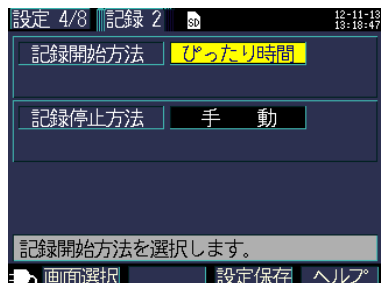 設定 4/8 記録 2 SD 12-11-13
13:18:47
記録開始方法 ぴったり時間
記録停止方法 手 動
記録開始方法を選択します。
画面選択 設定保存 ヘルプ